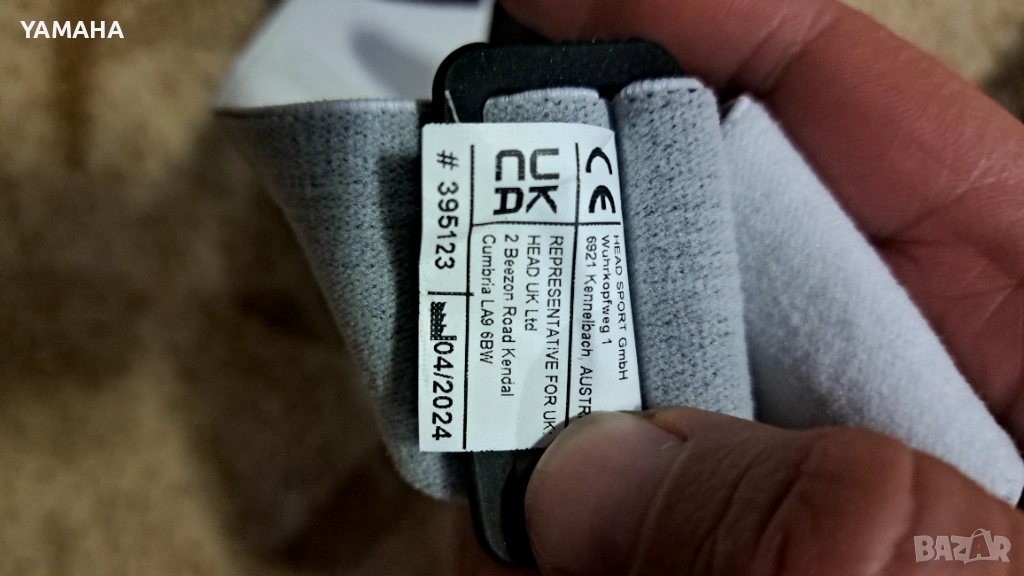 YAMAHA
CE
HEAD SPORT GmbH
Wuhrkopfweg 1
6921 Kennelbach, AUSTR
UK
CA
REPRESENTATIVE FOR UK
HEAD UK Ltd
2 Beezon Road Kendal
Cumbria LA9 6BW
# 395123
04/2024
BAZAR